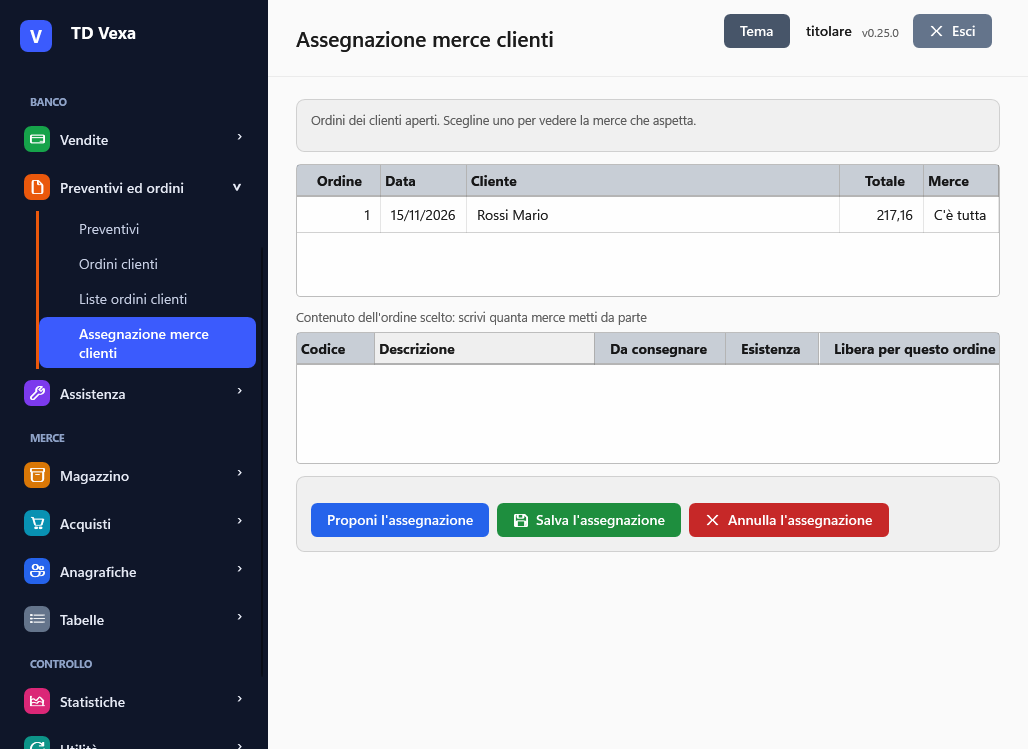 V TD Vexa
BANCO
Vendite
Preventivi ed ordini
Preventivi
Ordini clienti
Liste ordini clienti
Assegnazione merce
clienti
Assistenza
MERCE
Magazzino
Acquisti
Anagrafiche
Tabelle
CONTROLLO
Statistiche
Utilità
Assegnazione merce clienti
Tema titolare v0.25.0 Esci
Ordini dei clienti aperti. Scegline uno per vedere la merce che aspetta.
Ordine Data Cliente Totale Merce
1 15/11/2026 Rossi Mario 217,16 C'è tutta
Contenuto dell'ordine scelto: scrivi quanta merce metti da parte
Codice Descrizione Da consegnare Esistenza Libera per questo ordine
Proponi l'assegnazione Salva l'assegnazione Annulla l'assegnazione